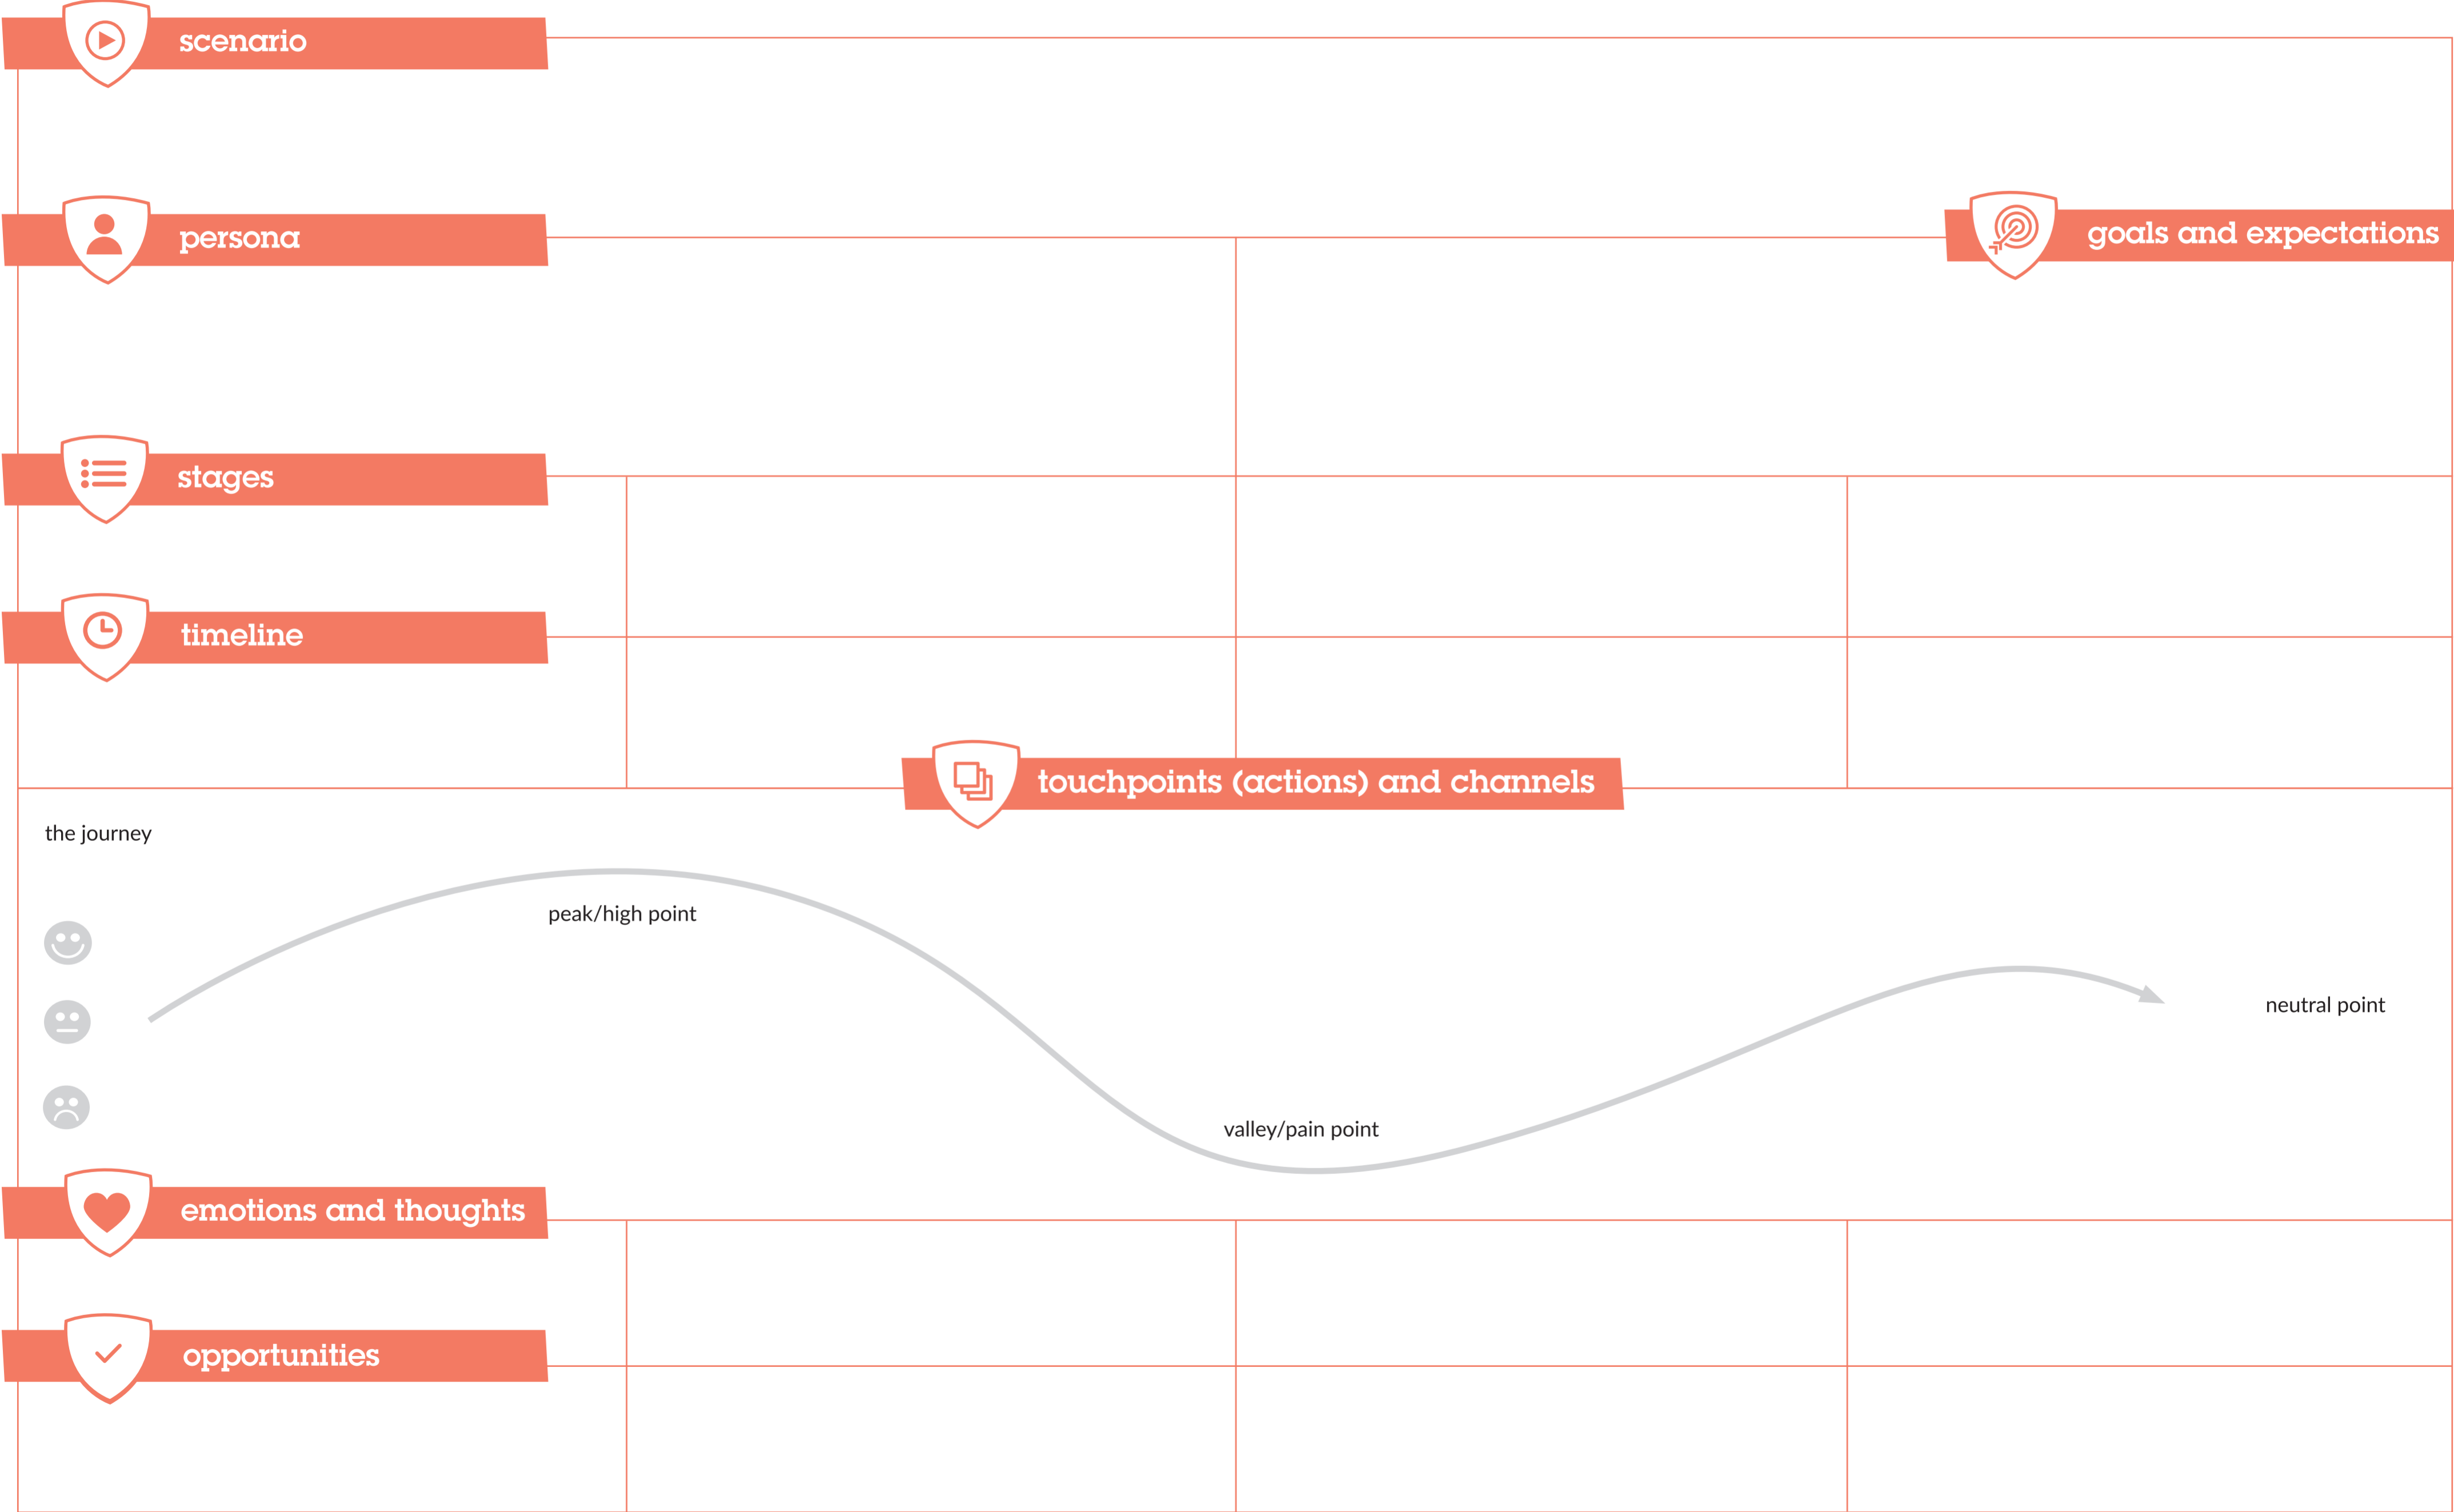 scenario
persona
goals and expectations
stages
timeline
touchpoints (actions) and channels
the journey
peak/high point
neutral point
valley/pain point
emotions and thoughts
opportunities